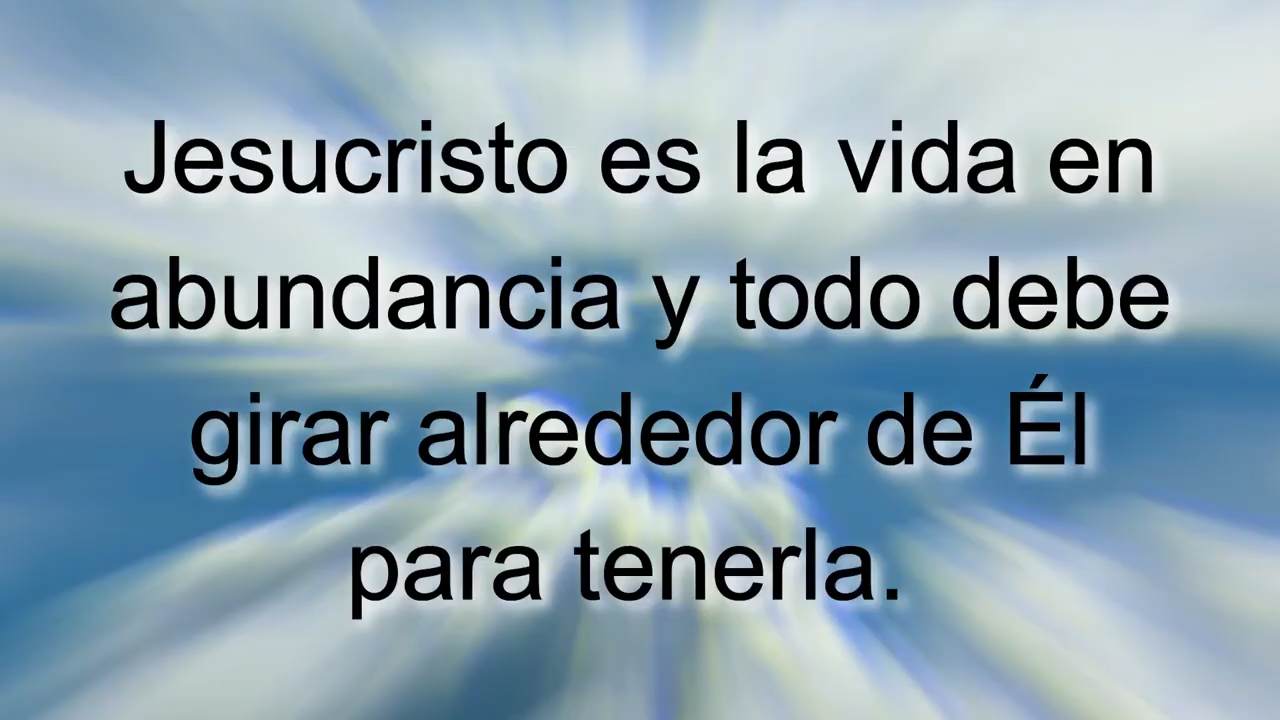 Jesucristo es la vida en
abundancia y todo debe
girar alrededor de Él
para tenerla.